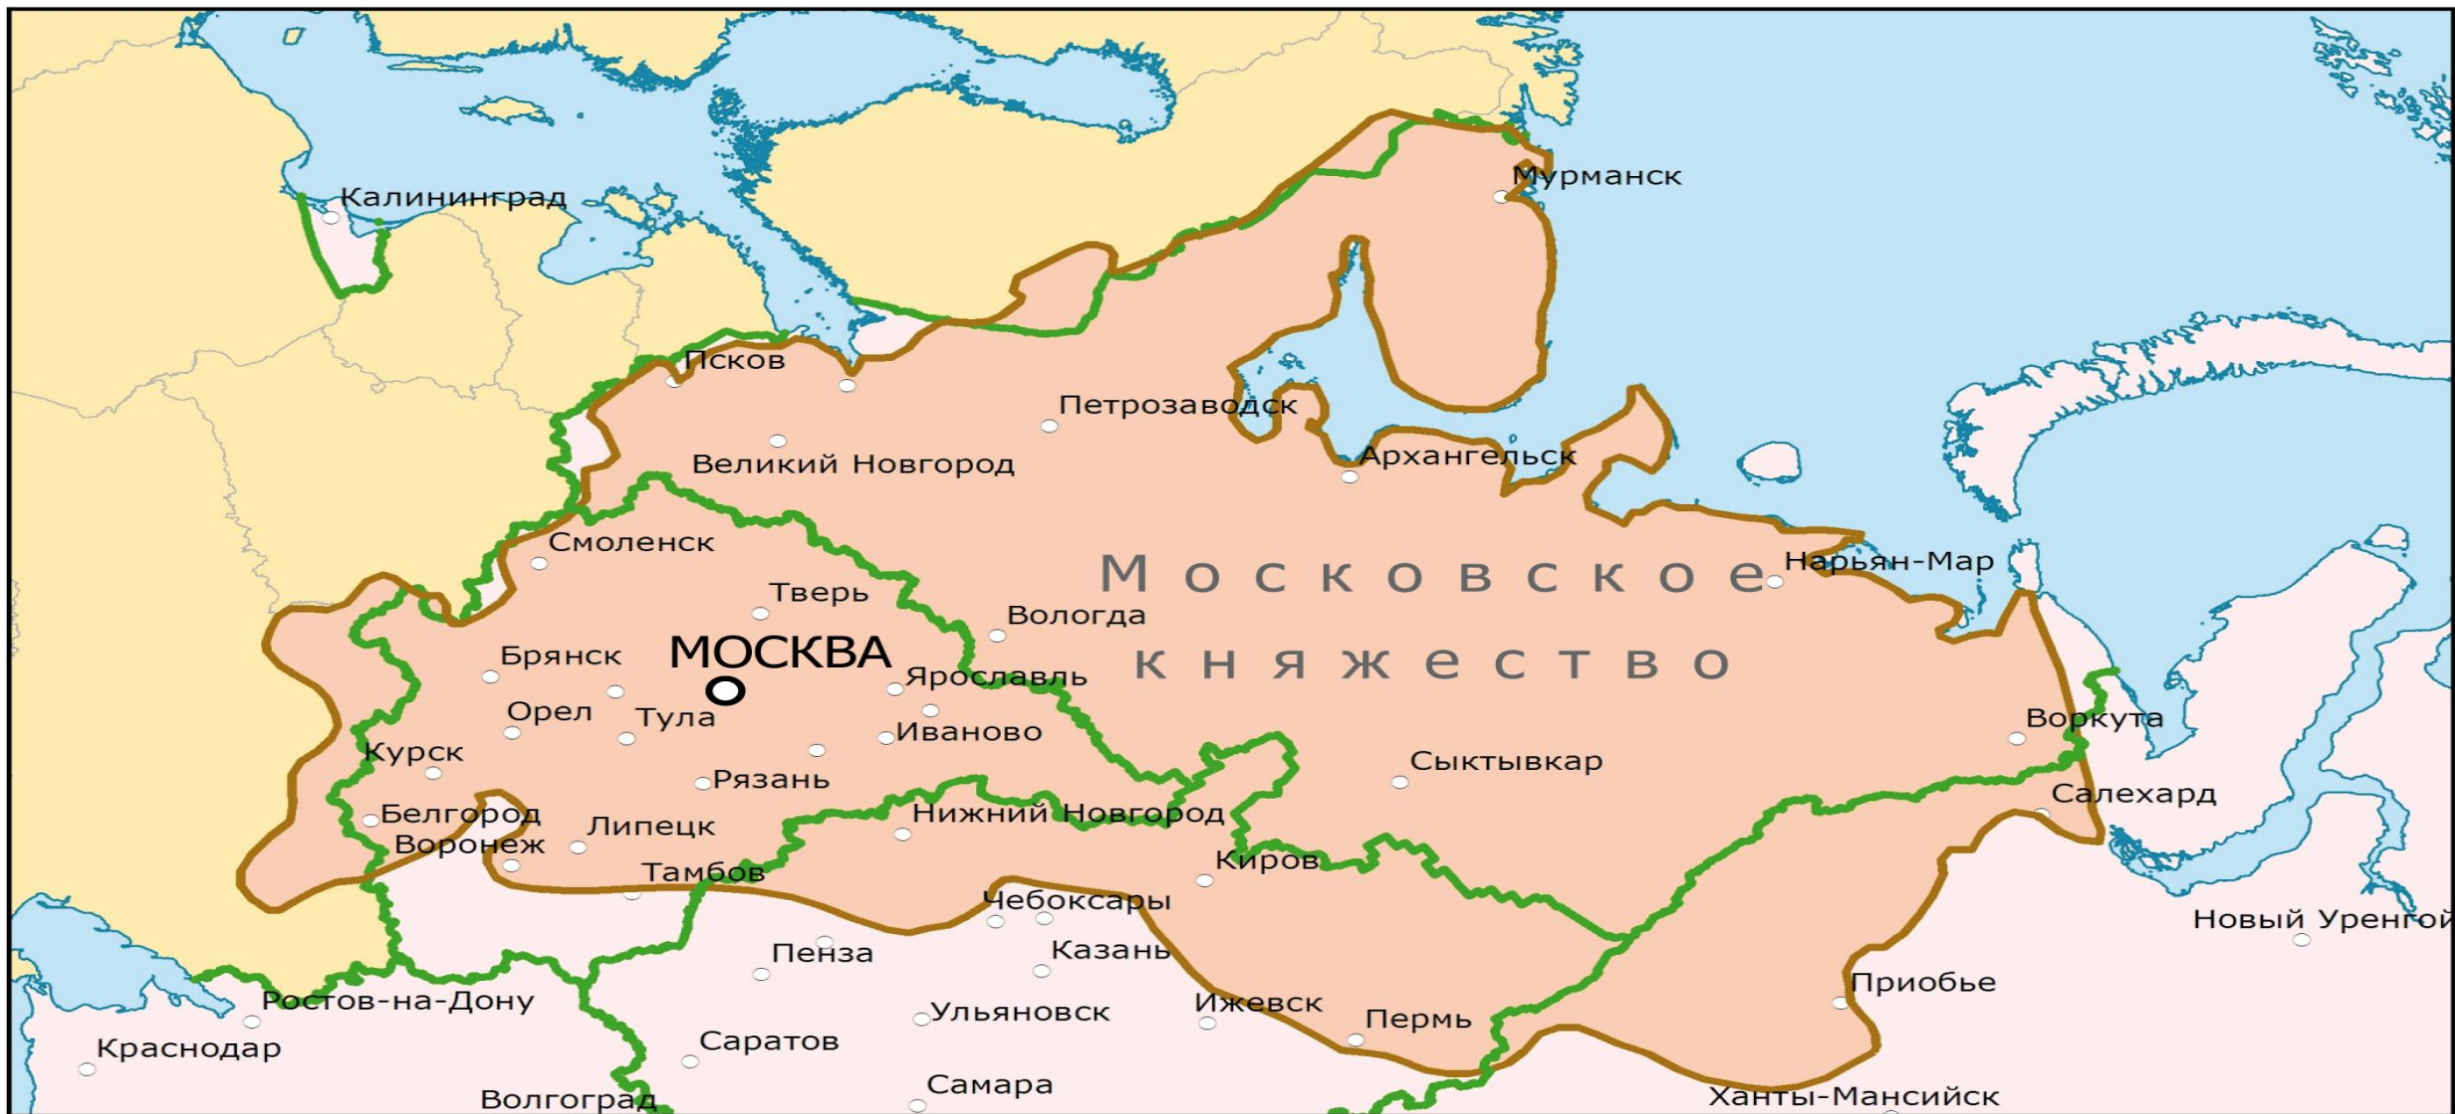 Мурманск
Калининград
Псков
Петрозаводск
Великий Новгород
Архангельск
Смоленск
Московское
Нарьян-Мар
Тверь
Вологда
МОСКВА
княжество
Брянск
Ярославль
Орел
Тула
Воркута
Иваново
Курск
Сыктывкар
Рязань
Салехард
Белгород
Нижний Новгород
Липецк
Воронеж
Киров
Тамбов
Чебоксары
Новый Уренгой
Пенза
Казань
Приобье
Ростов-на-Дону
Ижевск
Ульяновск
Пермь
Саратов
Краснодар
Самара
Волгоград
Ханты-Мансийск